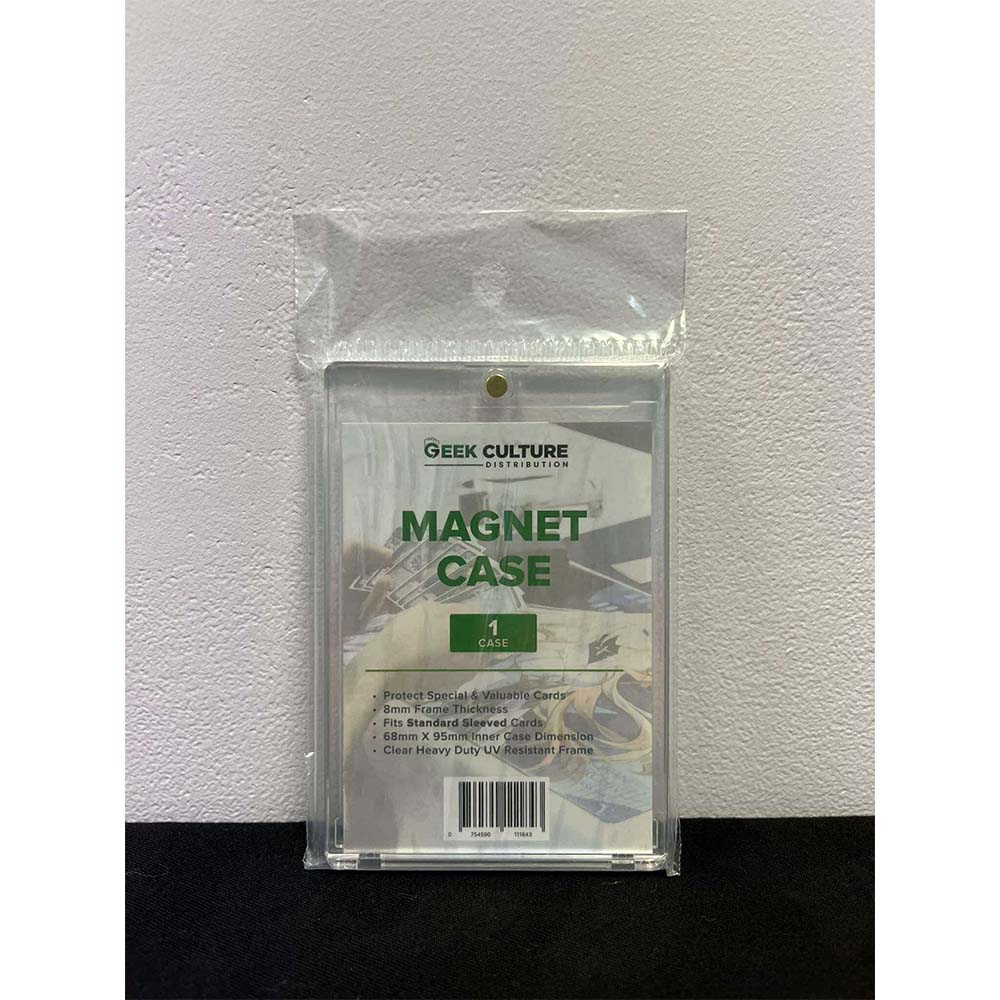 GEEK CULTURE
DISTRIBUTION
MAGNET
CASE
1
CASE
• Protect Special & Valuable Cards
• 8mm Frame Thickness
• Fits Standard Sleeved Cards
• 68mm X 95mm Inner Case Dimension
• Clear Heavy Duty UV Resistant Frame
0 754590 111643